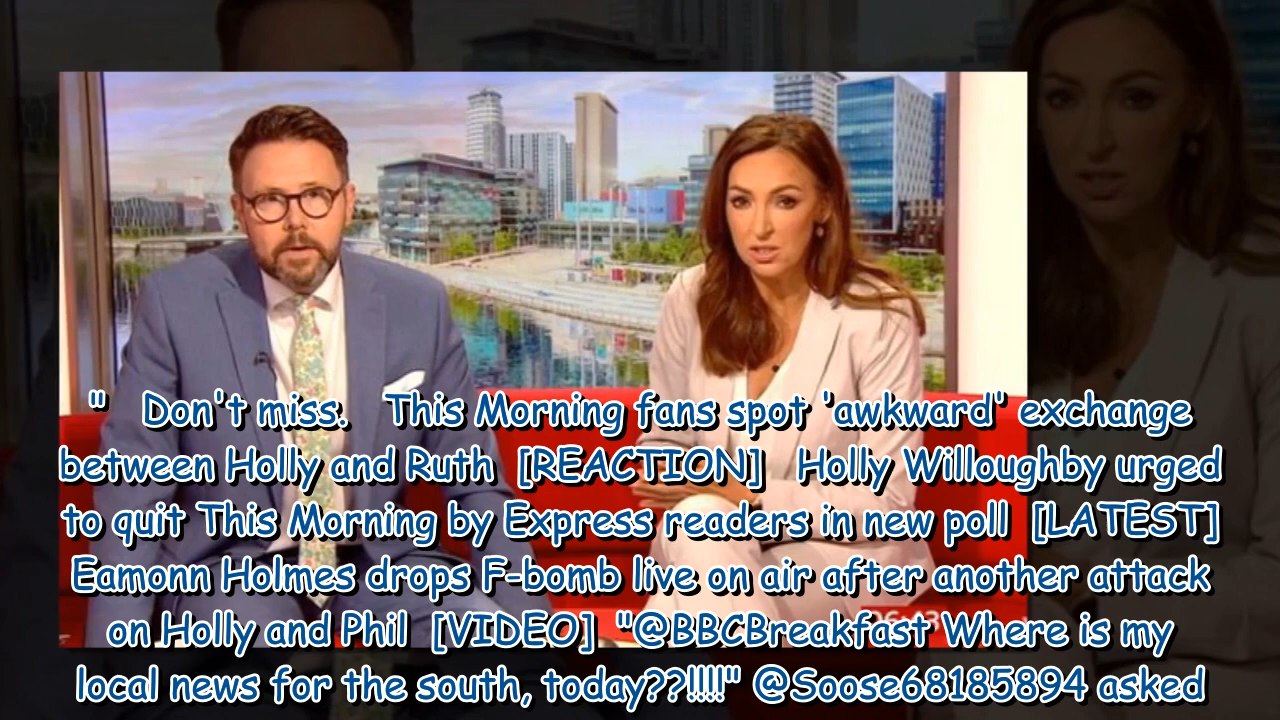 " Don't miss. This Morning fans spot 'awkward' exchange
between Holly and Ruth [REACTION] Holly Willoughby urged
to quit This Morning by Express readers in new poll [LATEST]
Eamonn Holmes drops F-bomb live on air after another attack
on Holly and Phil [VIDEO] "@BBCBreakfast Where is my
local news for the south, today??!!!!" @Soose68185894 asked